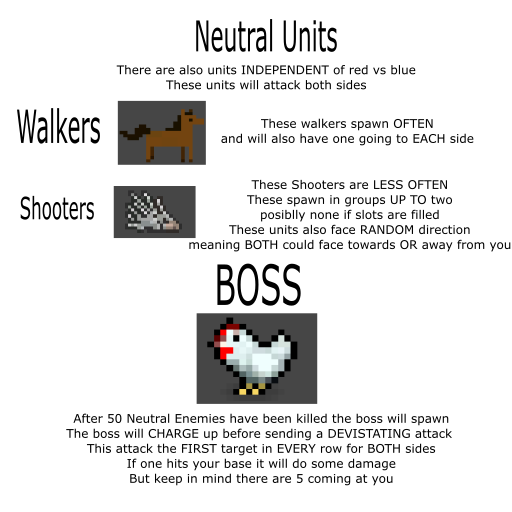 Neutral Units
There are also units INDEPENDENT of red vs blue
These units will attack both sides
Walkers
These walkers spawn OFTEN
and will also have one going to EACH side
Shooters
These Shooters are LESS OFTEN
These spawn in groups UP TO two
posiblly none if slots are filled
These units also face RANDOM direction
meaning BOTH could face towards OR away from you
BOSS
After 50 Neutral Enemies have been killed the boss will spawn
The boss will CHARGE up before sending a DEVISTATING attack
This attack the FIRST target in EVERY row for BOTH sides
If one hits your base it will do some damage
But keep in mind there are 5 coming at you